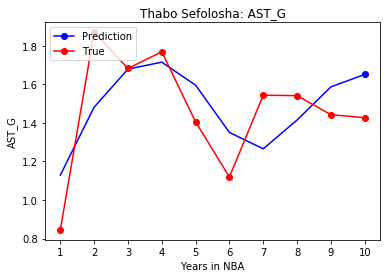 Thabo Sefolosha: AST_G
Prediction
True
1.8
1.6
1.4
1.2
1.0
0.8
AST_G
1 2 3 4 5 6 7 8 9 10
Years in NBA